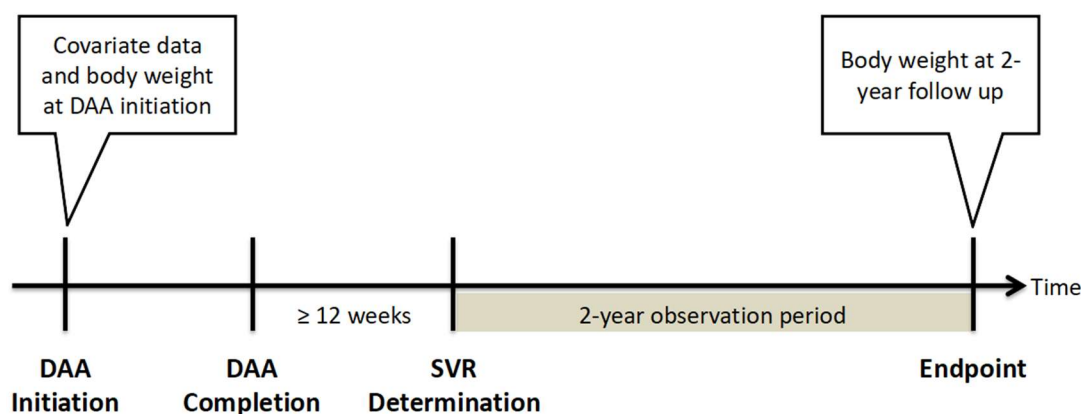 Covariate data
and body weight
at DAA initiation
Body weight at 2-
year follow up
Time
≥ 12 weeks
2-year observation period
DAA
Initiation
DAA
Completion
SVR
Determination
Endpoint